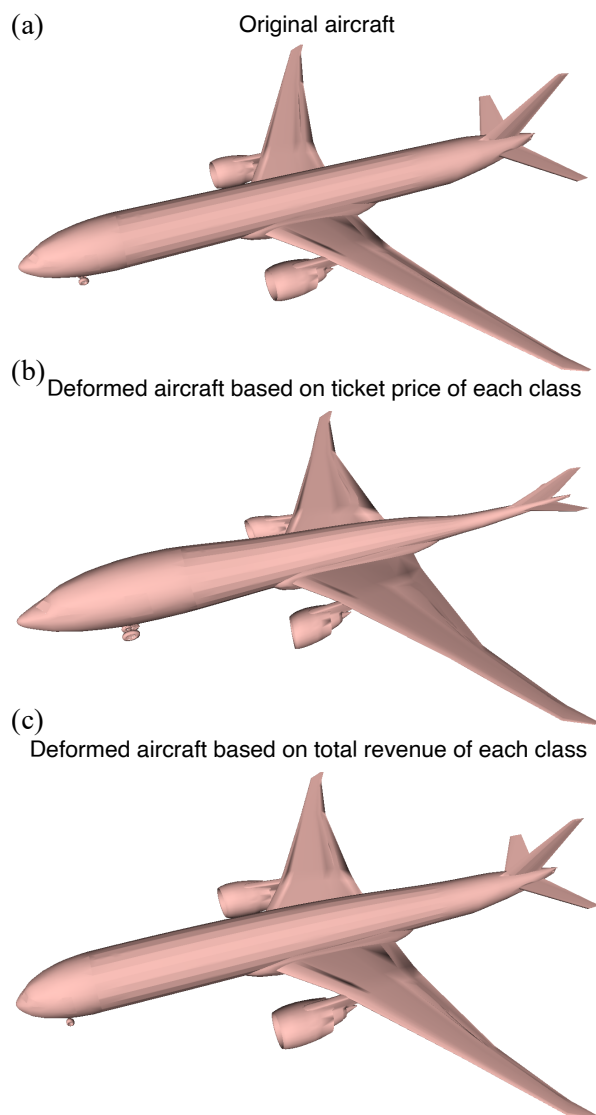 (a)
Original aircraft
(b)
Deformed aircraft based on ticket price of each class
(c)
Deformed aircraft based on total revenue of each class